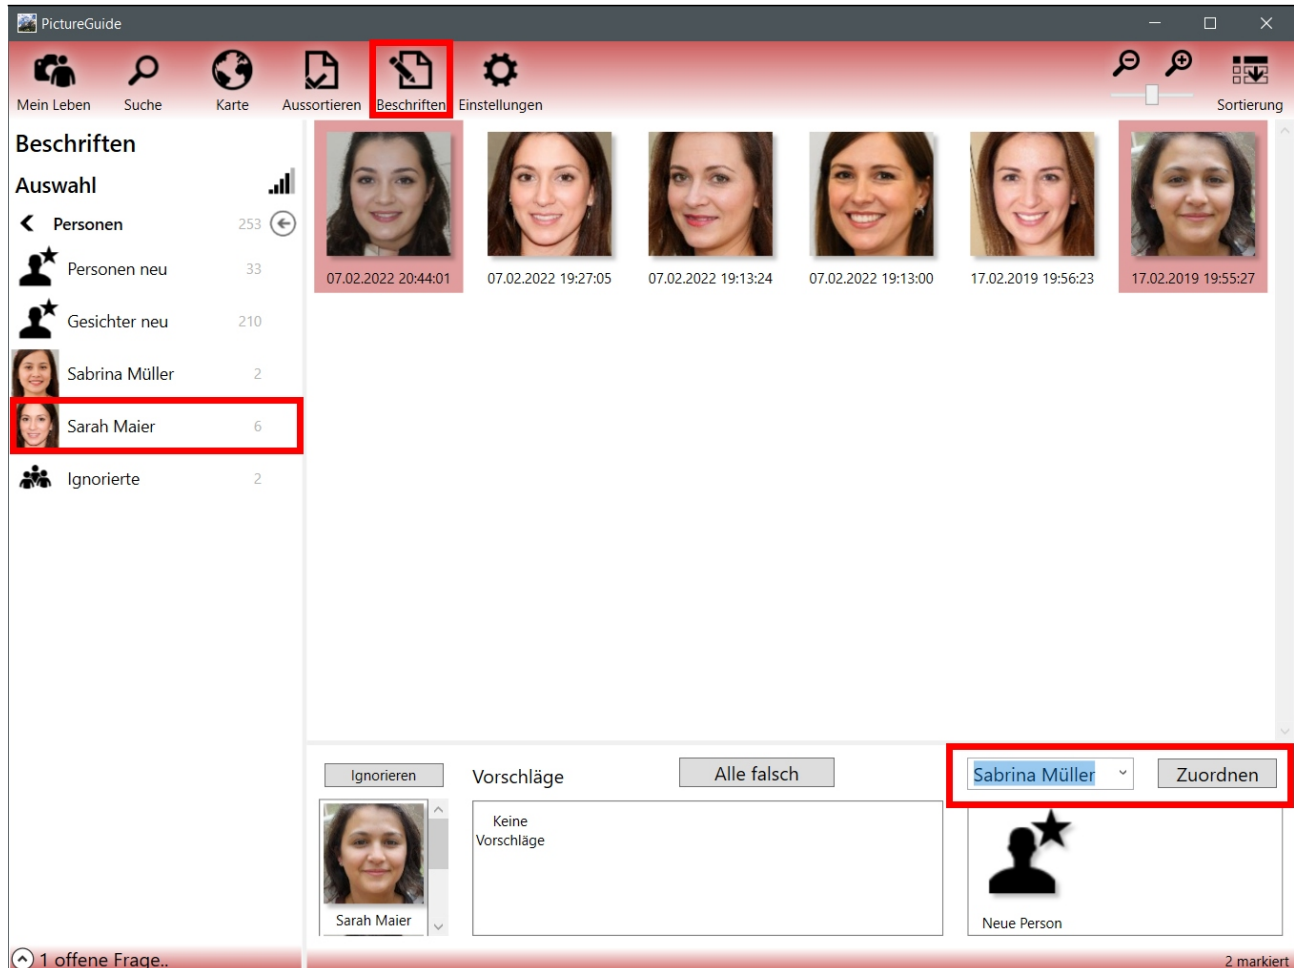 PictureGuide
Mein Leben
Suche
Karte
Aussortieren
Beschriften
Einstellungen
Sortierung
Beschriften
Auswahl
Personen 253
Personen neu 33
Gesichter neu 210
Sabrina Müller 2
Sarah Maier 6
Ignorierte 2
07.02.2022 20:44:01
07.02.2022 19:27:05
07.02.2022 19:13:24
07.02.2022 19:13:00
17.02.2019 19:56:23
17.02.2019 19:55:27
Ignorieren
Vorschläge
Alle falsch
Sabrina Müller
Zuordnen
Keine
Vorschläge
Sarah Maier
Neue Person
1 offene Frage..
2 markiert